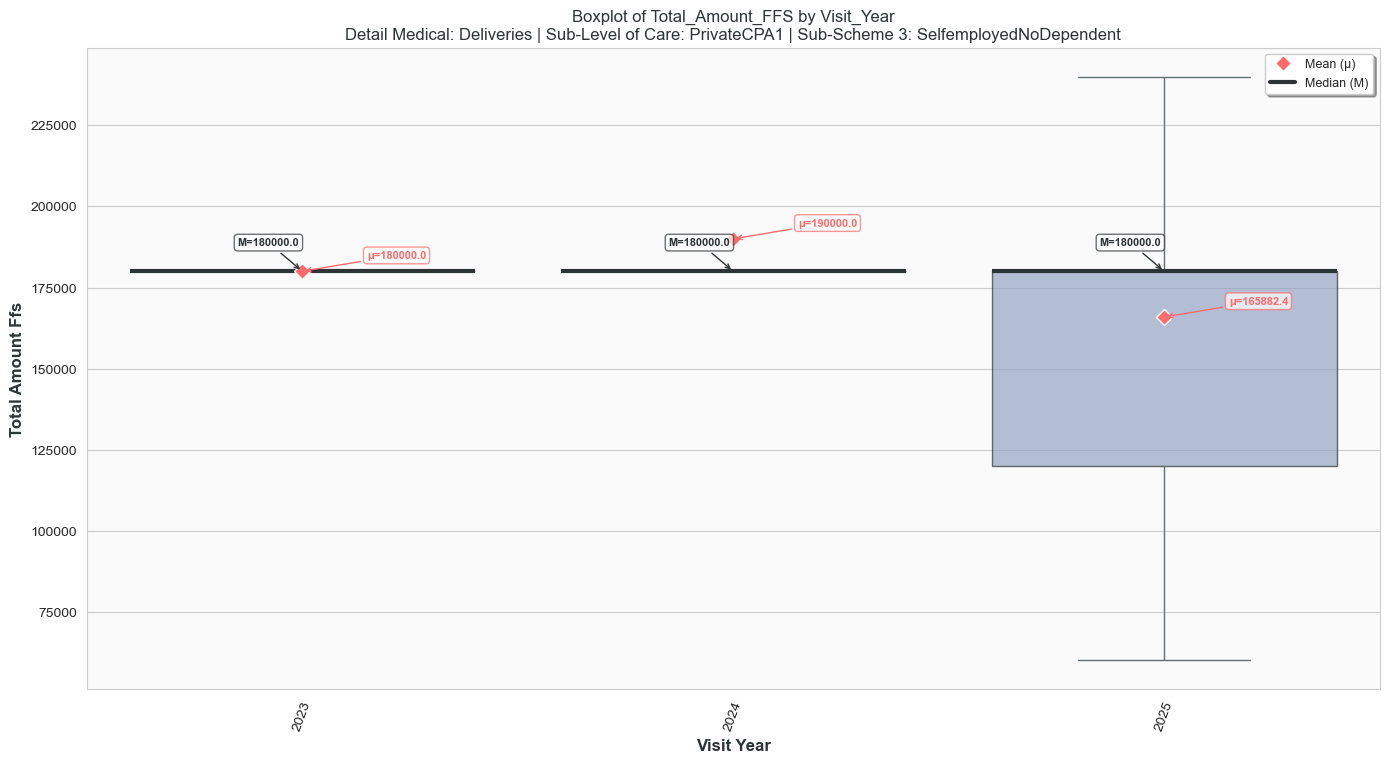 Boxplot of Total_Amount_FFS by Visit_Year
Detail Medical: Deliveries | Sub-Level of Care: PrivateCPA1 | Sub-Scheme 3: SelfemployedNoDependent
Mean (μ)
Median (M)
Total Amount Ffs
225000
200000
175000
150000
125000
100000
75000
M=180000.0
μ=180000.0
M=180000.0
μ=190000.0
M=180000.0
μ=165882.4
2023
2024
2025
Visit Year